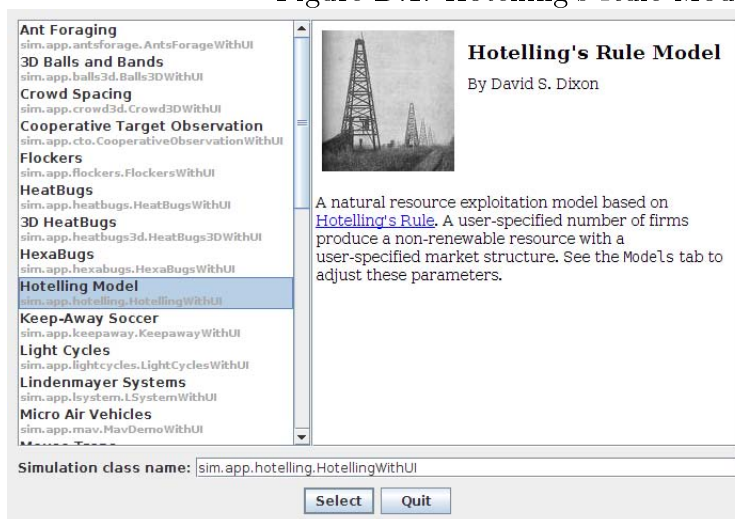 Figure B.1: Hotelling's Rule Mod
Ant Foraging
sim.app.antsforage.AntsForageWithUI
3D Balls and Bands
sim.app.balls3d.Balls3DWithUI
Crowd Spacing
sim.app.crowd3d.Crowd3DWithUI
Cooperative Target Observation
sim.app.cto.CooperativeObservationWithUI
Flockers
sim.app.flockers.FlockersWithUI
HeatBugs
sim.app.heatbugs.HeatBugsWithUI
3D HeatBugs
sim.app.heatbugs3d.HeatBugs3DWithUI
HexaBugs
sim.app.hexabugs.HexaBugsWithUI
Hotelling Model
sim.app.hotelling.HotellingWithUI
Keep-Away Soccer
sim.app.keepaway.KeepawayWithUI
Light Cycles
sim.app.lightcycles.LightCyclesWithUI
Lindenmayer Systems
sim.app.lsystem.LSystemWithUI
Micro Air Vehicles
sim.app.mav.MavDemoWithUI
Hotelling's Rule Model
By David S. Dixon
A natural resource exploitation model based on
Hotelling's Rule. A user-specified number of firms
produce a non-renewable resource with a
user-specified market structure. See the Models tab to
adjust these parameters.
Simulation class name: sim.app.hotelling.HotellingWithUI
Select Quit